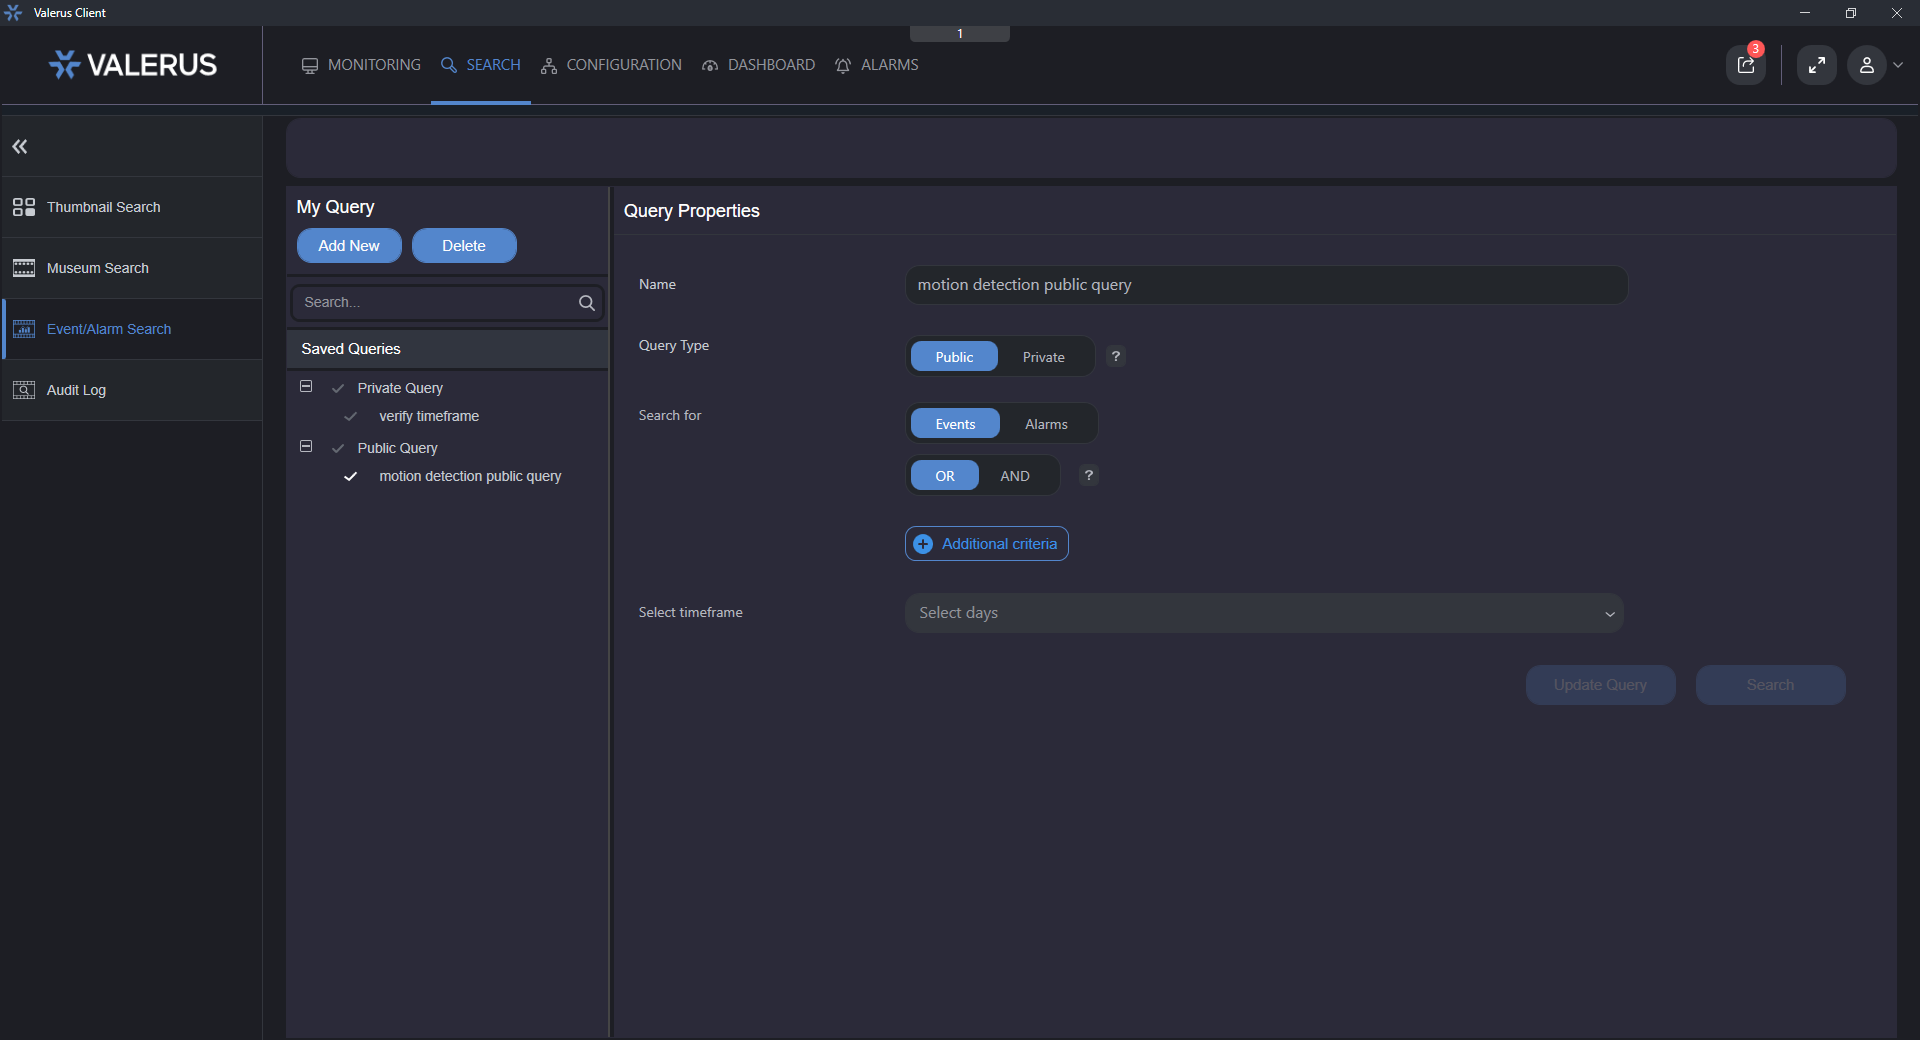 Valerus Client
1
VALERUS
MONITORING
SEARCH
CONFIGURATION
DASHBOARD
ALARMS
3
Thumbnail Search
Museum Search
Event/Alarm Search
Audit Log
My Query
Add New
Delete
Search...
Saved Queries
Private Query
verify timeframe
Public Query
motion detection public query
Query Properties
Name
motion detection public query
Query Type
Public
Private
?
Search for
Events
Alarms
OR
AND
?
Additional criteria
Select timeframe
Select days
Update Query
Search